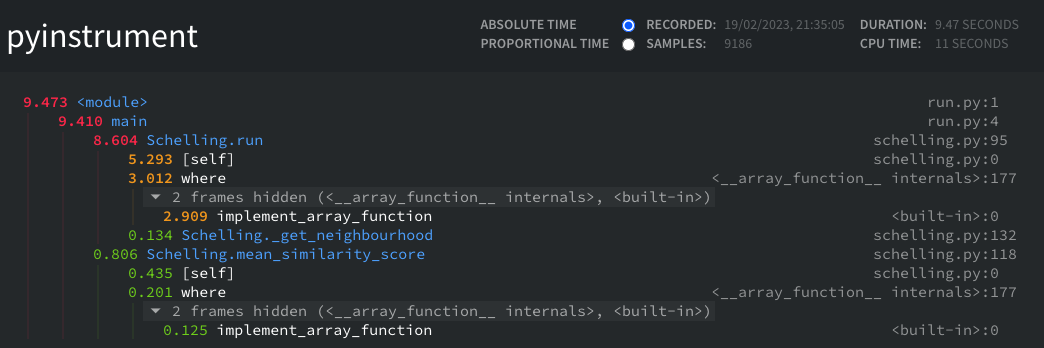 pyinstrument
ABSOLUTE TIME RECORDED: 19/02/2023, 21:35:05 DURATION: 9.47 SECONDS
PROPORTIONAL TIME SAMPLES: 9186 CPU TIME: 11 SECONDS
9.473 <module> run.py:1
9.410 main run.py:4
8.604 Schelling.run schelling.py:95
5.293 [self] schelling.py:0
3.012 where <__array_function__ internals>:177
▼ 2 frames hidden (<__array_function__ internals>, <built-in>)
2.909 implement_array_function <built-in>:0
0.134 Schelling._get_neighbourhood schelling.py:132
0.806 Schelling.mean_similarity_score schelling.py:118
0.435 [self] schelling.py:0
0.201 where <__array_function__ internals>:177
▼ 2 frames hidden (<__array_function__ internals>, <built-in>)
0.125 implement_array_function <built-in>:0